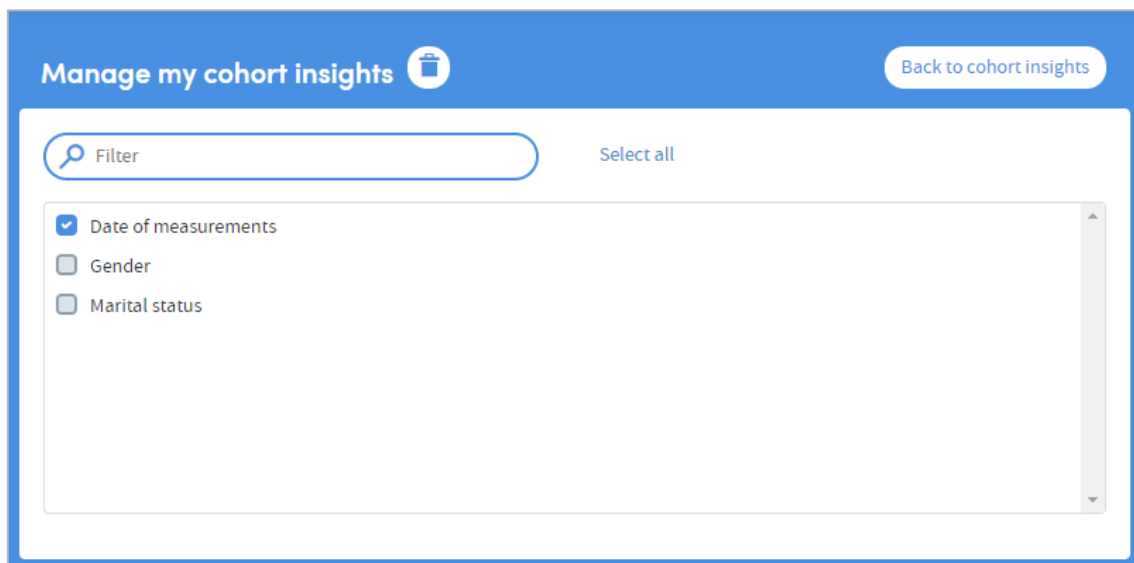 Manage my cohort insights
Back to cohort insights
Filter
Select all
Date of measurements
Gender
Marital status